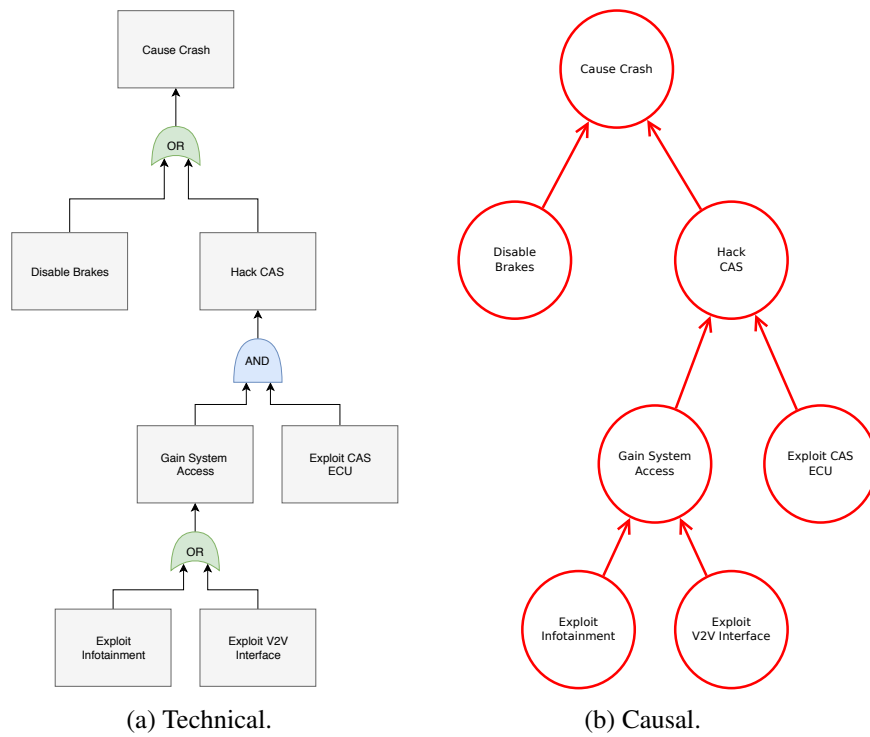 Cause Crash
OR
Disable Brakes
Hack CAS
AND
Gain System
Access
Exploit CAS
ECU
OR
Exploit
Infotainment
Exploit V2V
Interface
(a) Technical.
Cause Crash
Disable
Brakes
Hack
CAS
Gain System
Access
Exploit CAS
ECU
Exploit
Infotainment
Exploit
V2V Interface
(b) Causal.